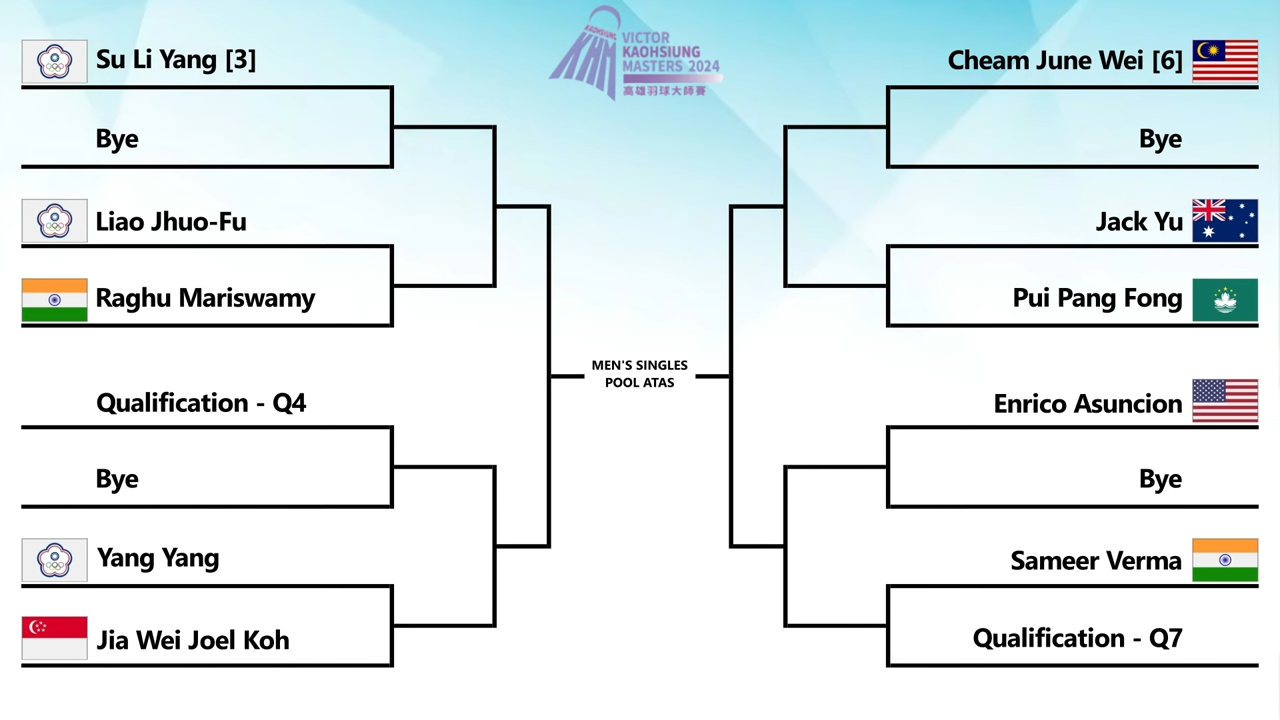 KAOHSIUNG
KHM
VICTOR
KAOHSIUNG
MASTERS 2024
高雄羽球大師賽
Su Li Yang [3]
Bye
Liao Jhuo-Fu
Raghu Mariswamy
Qualification - Q4
Bye
Yang Yang
Jia Wei Joel Koh
MEN'S SINGLES
POOL ATAS
Cheam June Wei [6]
Bye
Jack Yu
Pui Pang Fong
Enrico Asuncion
Bye
Sameer Verma
Qualification - Q7